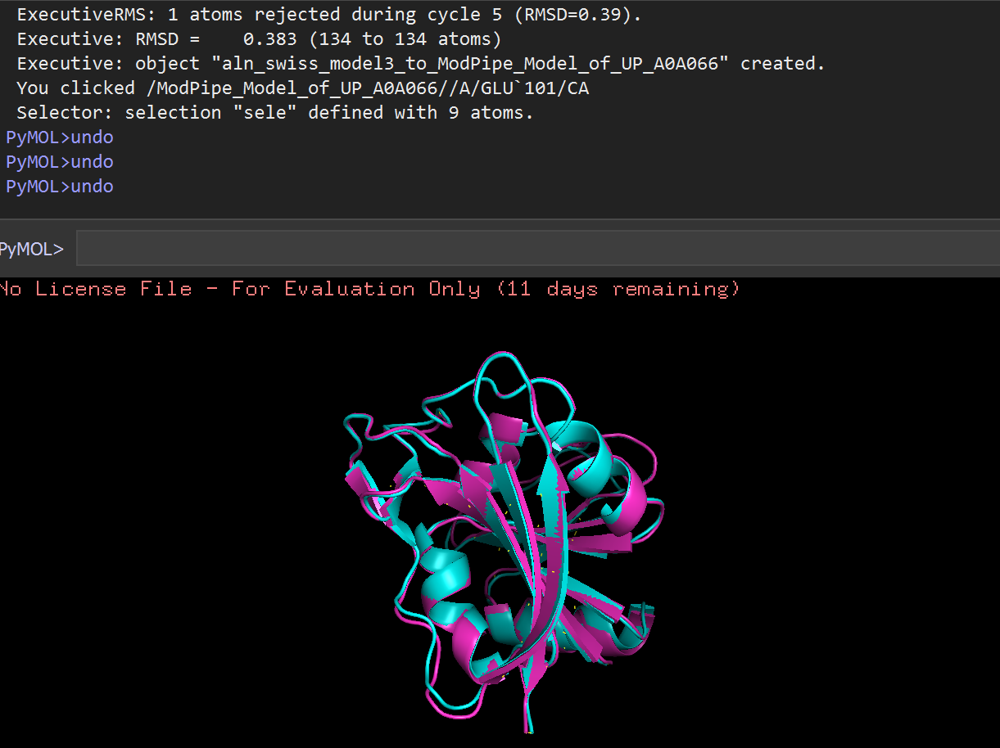 ExecutiveRMS: 1 atoms rejected during cycle 5 (RMSD=0.39).
Executive: RMSD =    0.383 (134 to 134 atoms)
Executive: object "aln_swiss_model3_to_ModPipe_Model_of_UP_A0A066" created.
You clicked /ModPipe_Model_of_UP_A0A066//A/GLU`101/CA
Selector: selection "sele" defined with 9 atoms.
PyMOL>undo
PyMOL>undo
PyMOL>undo
PyMOL>
No License File - For Evaluation Only (11 days remaining)